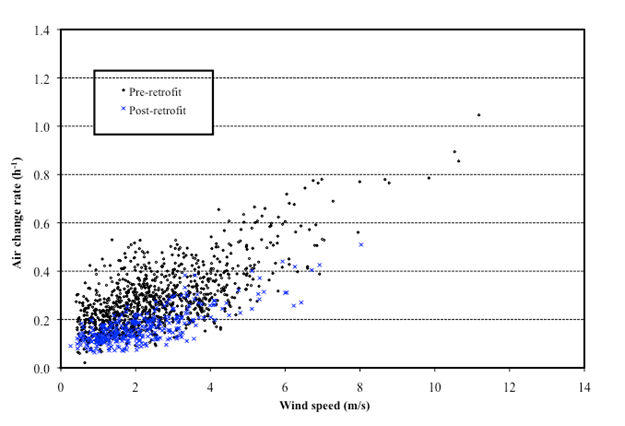 1.4
1.2
1.0
0.8
0.6
0.4
0.2
0.0
Air change rate (h⁻¹)
Pre-retrofit
Post-retrofit
0 2 4 6 8 10 12 14
Wind speed (m/s)